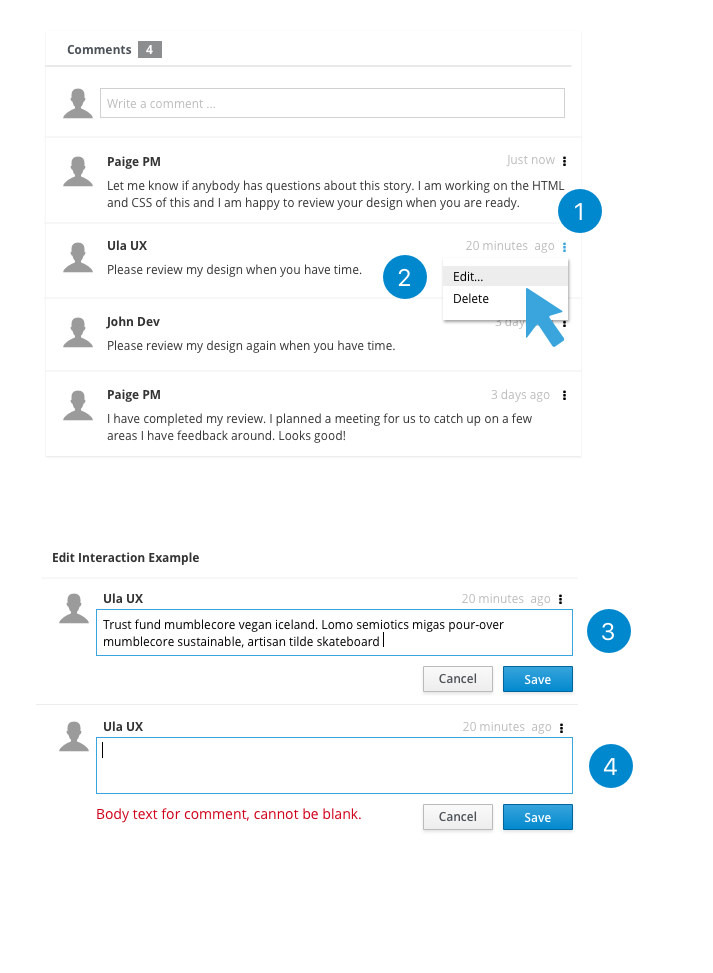 Comments 4
Write a comment ...
Paige PM Just now
Let me know if anybody has questions about this story. I am working on the HTML
and CSS of this and I am happy to review your design when you are ready.
1
Ula UX 20 minutes ago
Please review my design when you have time.
2
Edit...
Delete
John Dev 3 day
Please review my design again when you have time.
Paige PM 3 days ago
I have completed my review. I planned a meeting for us to catch up on a few
areas I have feedback around. Looks good!
Edit Interaction Example
Ula UX 20 minutes ago
Trust fund mumblecore vegan iceland. Lomo semiotics migas pour-over
mumblecore sustainable, artisan tilde skateboard
3
Cancel Save
Ula UX 20 minutes ago
4
Body text for comment, cannot be blank.
Cancel Save